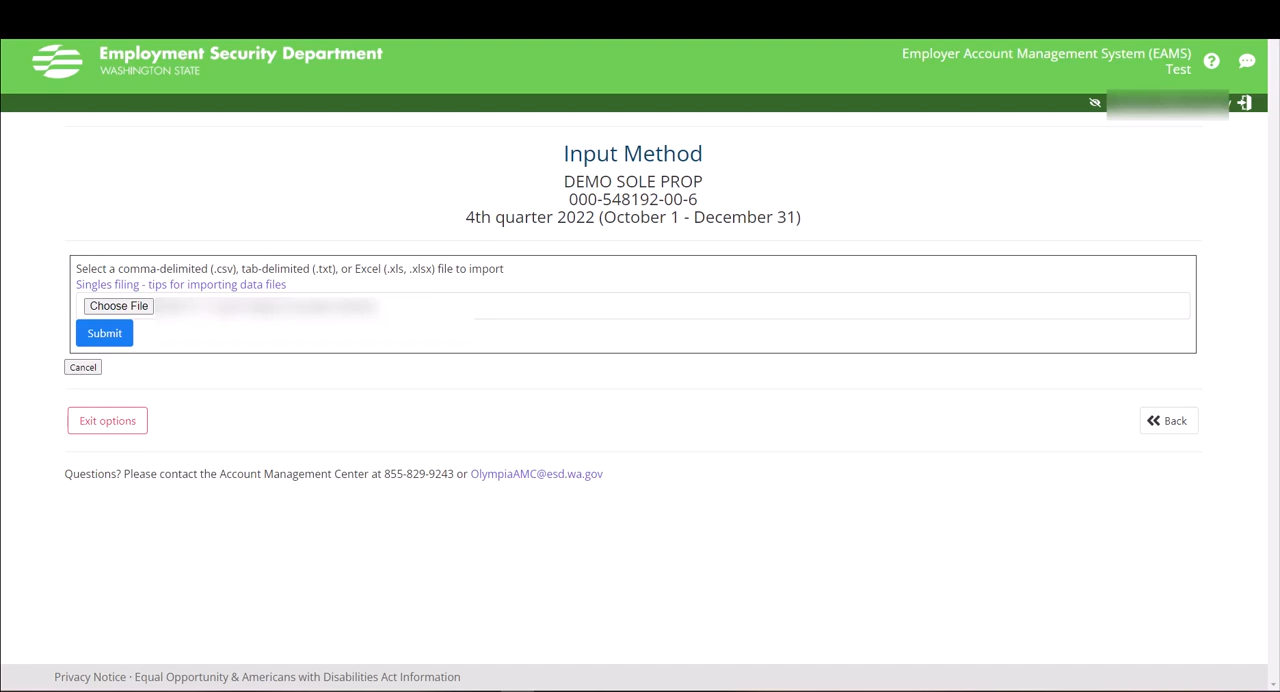 Employment Security Department
WASHINGTON STATE
Employer Account Management System (EAMS)
Test
Input Method
DEMO SOLE PROP
000-548192-00-6
4th quarter 2022 (October 1 - December 31)
Select a comma-delimited (.csv), tab-delimited (.txt), or Excel (.xls, .xlsx) file to import
Singles filing - tips for importing data files
Choose File
Submit
Cancel
Exit options
Back
Questions? Please contact the Account Management Center at 855-829-9243 or OlympiaAMC@esd.wa.gov
Privacy Notice · Equal Opportunity & Americans with Disabilities Act Information